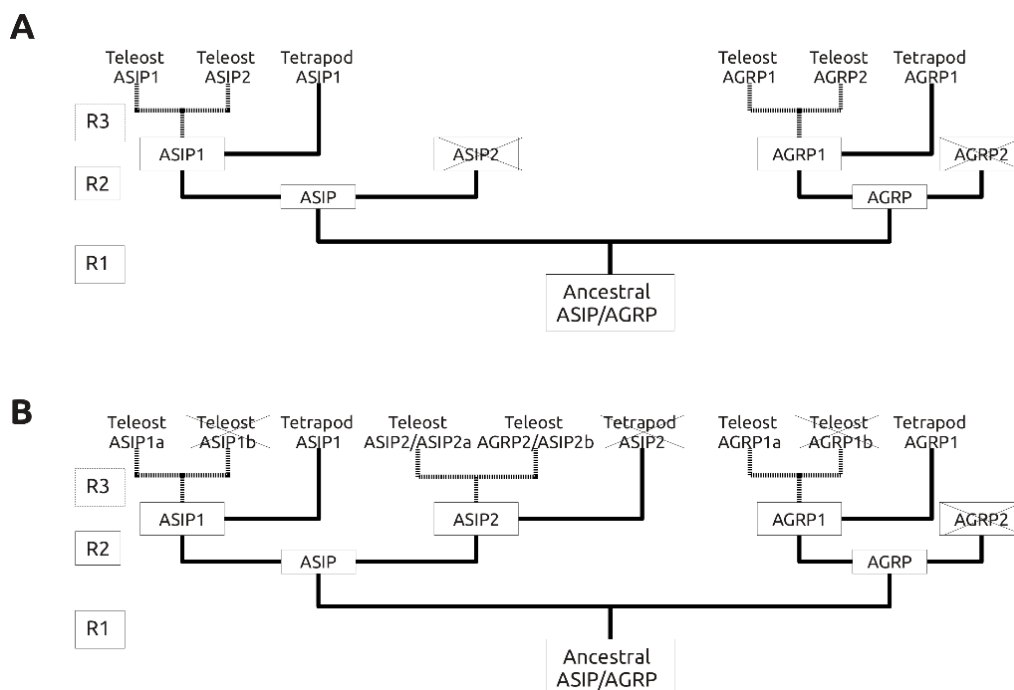 A
Teleost Teleost Tetrapod Teleost Teleost Tetrapod
ASIP1 ASIP2 ASIP1 AGRP1 AGRP2 AGRP1
R3
ASIP1 ASIP2 AGRP1 AGRP2
R2
ASIP AGRP
R1
Ancestral
ASIP/AGRP
B
Teleost Teleost Tetrapod Teleost Teleost Tetrapod Teleost Teleost Tetrapod
ASIP1a ASIP1b ASIP1 ASIP2/ASIP2a AGRP2/ASIP2b ASIP2 AGRP1a AGRP1b AGRP1
R3
ASIP1 ASIP2 AGRP1 AGRP2
R2
ASIP AGRP
R1
Ancestral
ASIP/AGRP